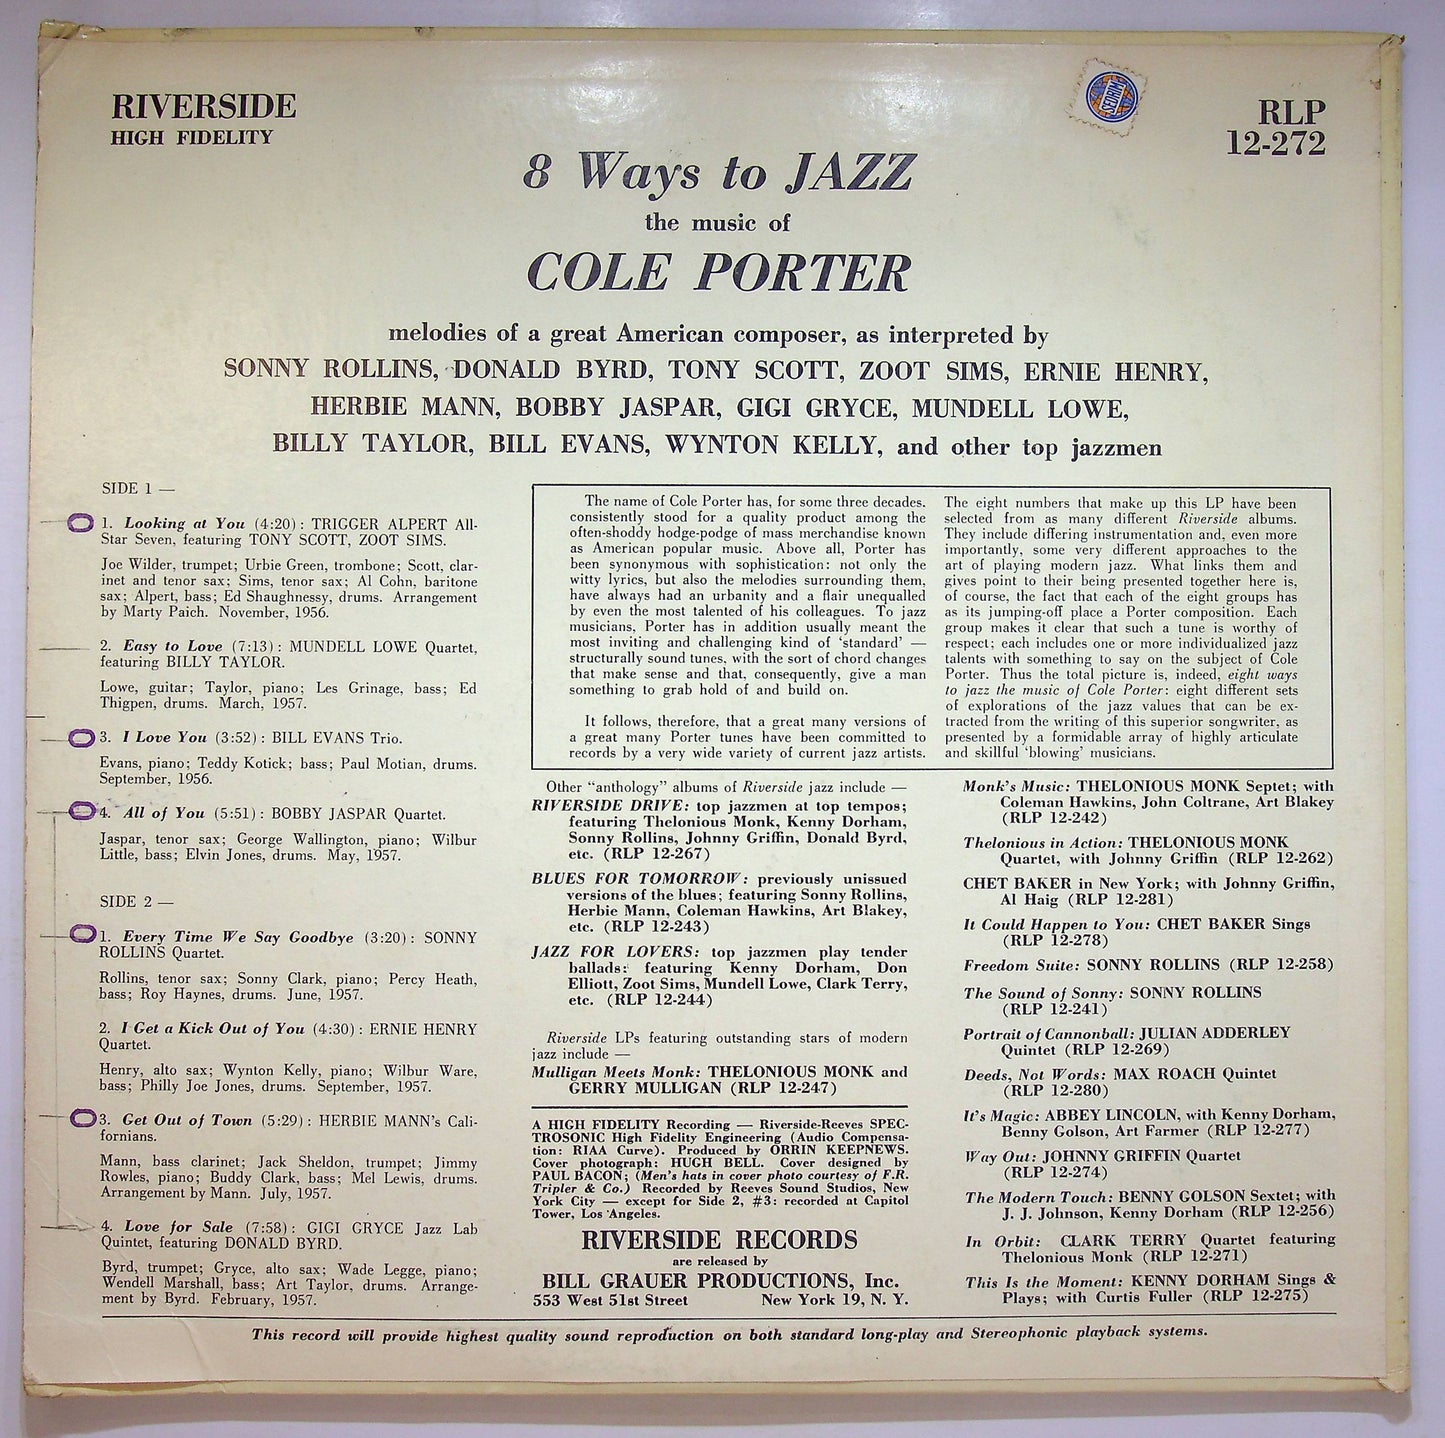 RIVERSIDE
HIGH FIDELITY
SEDRIM
RLP
12-272
8 Ways to JAZZ
the music of
COLE PORTER
melodies of a great American composer, as interpreted by
SONNY ROLLINS, DONALD BYRD, TONY SCOTT, ZOOT SIMS, ERNIE HENRY,
HERBIE MANN, BOBBY JASPAR, GIGI GRYCE, MUNDELL LOWE,
BILLY TAYLOR, BILL EVANS, WYNTON KELLY, and other top jazzmen
SIDE 1 —
1. Looking at You (4:20): TRIGGER ALPERT All-
Star Seven, featuring TONY SCOTT, ZOOT SIMS.
Joe Wilder, trumpet; Urbie Green, trombone; Scott, clar-
inet and tenor sax; Sims, tenor sax; Al Cohn, baritone
sax; Alpert, bass; Ed Shaughnessy, drums. Arrangement
by Marty Paich. November, 1956.
2. Easy to Love (7:13): MUNDELL LOWE Quartet,
featuring BILLY TAYLOR.
Lowe, guitar; Taylor, piano; Les Grinage, bass; Ed
Thigpen, drums. March, 1957.
3. I Love You (3:52): BILL EVANS Trio.
Evans, piano; Teddy Kotick; bass; Paul Motian, drums.
September, 1956.
4. All of You (5:51): BOBBY JASPAR Quartet.
Jaspar, tenor sax; George Wallington, piano; Wilbur
Little, bass; Elvin Jones, drums. May, 1957.
SIDE 2 —
1. Every Time We Say Goodbye (3:20): SONNY
ROLLINS Quartet.
Rollins, tenor sax; Sonny Clark, piano; Percy Heath,
bass; Roy Haynes, drums. June, 1957.
2. I Get a Kick Out of You (4:30): ERNIE HENRY
Quartet.
Henry, alto sax; Wynton Kelly, piano; Wilbur Ware,
bass; Philly Joe Jones, drums. September, 1957.
3. Get Out of Town (5:29): HERBIE MANN's Cali-
fornians.
Mann, bass clarinet; Jack Sheldon, trumpet; Jimmy
Rowles, piano; Buddy Clark, bass; Mel Lewis, drums.
Arrangement by Mann. July, 1957.
4. Love for Sale (7:58): GIGI GRYCE Jazz Lab
Quintet, featuring DONALD BYRD.
Byrd, trumpet; Gryce, alto sax; Wade Legge, piano;
Wendell Marshall, bass; Art Taylor, drums. Arrange-
ment by Byrd. February, 1957.
The name of Cole Porter has, for some three decades,
consistently stood for a quality product among the
often-shoddy hodge-podge of mass merchandise known
as American popular music. Above all, Porter has
been synonymous with sophistication: not only the
witty lyrics, but also the melodies surrounding them,
have always had an urbanity and a flair unequalled
by even the most talented of his colleagues. To jazz
musicians, Porter has in addition usually meant the
most inviting and challenging kind of ‘standard’ —
structurally sound tunes, with the sort of chord changes
that make sense and that, consequently, give a man
something to grab hold of and build on.
It follows, therefore, that a great many versions of
a great many Porter tunes have been committed to
records by a very wide variety of current jazz artists.
The eight numbers that make up this LP have been
selected from as many different Riverside albums.
They include differing instrumentation and, even more
importantly, some very different approaches to the
art of playing modern jazz. What links them and
gives point to their being presented together here is,
of course, the fact that each of the eight groups has
as its jumping-off place a Porter composition. Each
group makes it clear that such a tune is worthy of
respect; each includes one or more individualized jazz
talents with something to say on the subject of Cole
Porter. Thus the total picture is, indeed, eight ways
to jazz the music of Cole Porter: eight different sets
of explorations of the jazz values that can be ex-
tracted from the writing of this superior songwriter, as
presented by a formidable array of highly articulate
and skillful ‘blowing’ musicians.
Other “anthology” albums of Riverside jazz include —
RIVERSIDE DRIVE: top jazzmen at top tempos;
featuring Thelonious Monk, Kenny Dorham,
Sonny Rollins, Johnny Griffin, Donald Byrd,
etc. (RLP 12-267)
BLUES FOR TOMORROW: previously unissued
versions of the blues; featuring Sonny Rollins,
Herbie Mann, Coleman Hawkins, Art Blakey,
etc. (RLP 12-243)
JAZZ FOR LOVERS: top jazzmen play tender
ballads: featuring Kenny Dorham, Don
Elliott, Zoot Sims, Mundell Lowe, Clark Terry,
etc. (RLP 12-244)
Riverside LPs featuring outstanding stars of modern
jazz include —
Mulligan Meets Monk: THELONIOUS MONK and
GERRY MULLIGAN (RLP 12-247)
A HIGH FIDELITY Recording — Riverside-Reeves SPEC-
TROSONIC High Fidelity Engineering (Audio Compensa-
tion: RIAA Curve). Produced by ORRIN KEEPNEWS.
Cover photograph: HUGH BELL. Cover designed by
PAUL BACON; (Men's hats in cover photo courtesy of F.R.
Tripler & Co.) Recorded by Reeves Sound Studios, New
York City — except for Side 2, #3: recorded at Capitol
Tower, Los Angeles.
RIVERSIDE RECORDS
are released by
BILL GRAUER PRODUCTIONS, Inc.
553 West 51st Street New York 19, N. Y.
Monk's Music: THELONIOUS MONK Septet; with
Coleman Hawkins, John Coltrane, Art Blakey
(RLP 12-242)
Thelonious in Action: THELONIOUS MONK
Quartet, with Johnny Griffin (RLP 12-262)
CHET BAKER in New York; with Johnny Griffin,
Al Haig (RLP 12-281)
It Could Happen to You: CHET BAKER Sings
(RLP 12-278)
Freedom Suite: SONNY ROLLINS (RLP 12-258)
The Sound of Sonny: SONNY ROLLINS
(RLP 12-241)
Portrait of Cannonball: JULIAN ADDERLEY
Quintet (RLP 12-269)
Deeds, Not Words: MAX ROACH Quintet
(RLP 12-280)
It's Magic: ABBEY LINCOLN, with Kenny Dorham,
Benny Golson, Art Farmer (RLP 12-277)
Way Out: JOHNNY GRIFFIN Quartet
(RLP 12-274)
The Modern Touch: BENNY GOLSON Sextet; with
J. J. Johnson, Kenny Dorham (RLP 12-256)
In Orbit: CLARK TERRY Quartet featuring
Thelonious Monk (RLP 12-271)
This Is the Moment: KENNY DORHAM Sings &
Plays; with Curtis Fuller (RLP 12-275)
This record will provide highest quality sound reproduction on both standard long-play and Stereophonic playback systems.